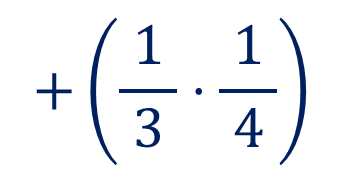 + (1/3 · 1/4)